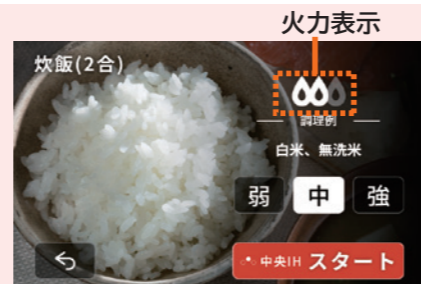 火力表示
炊飯(2合)
調理例
白米、無洗米
弱 中 強
中央IH スタート